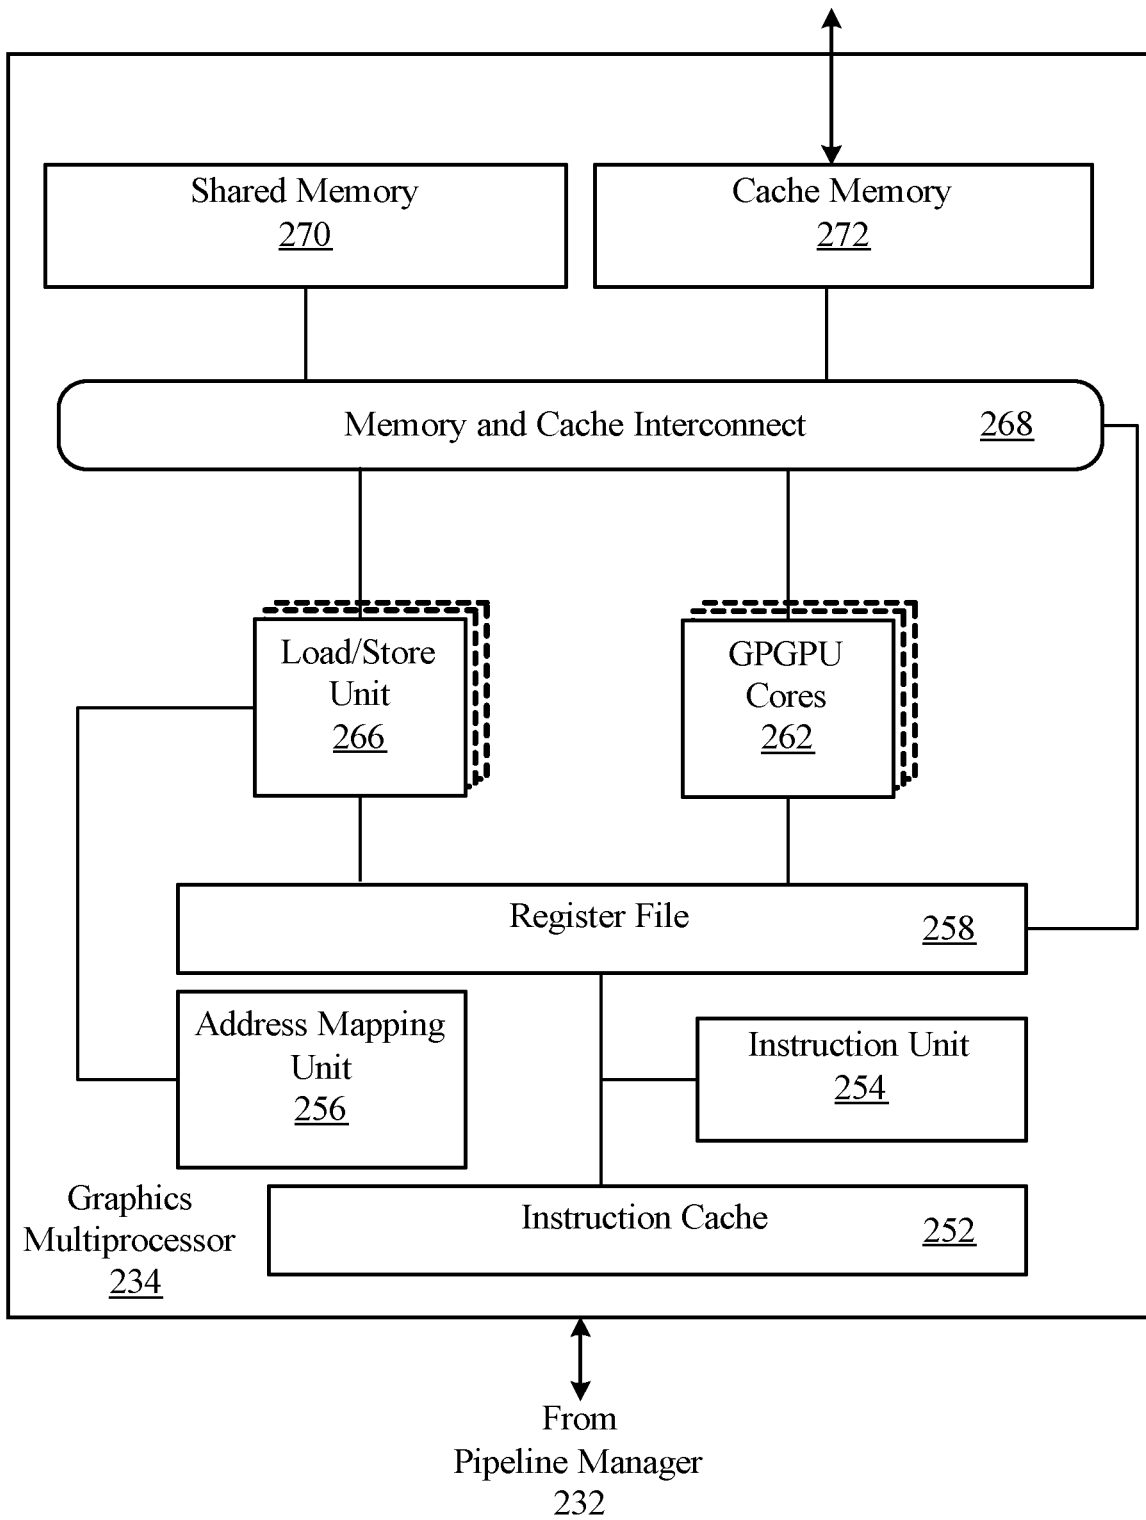 Shared Memory
270
Cache Memory
272
Memory and Cache Interconnect 268
Load/Store
Unit
266
GPGPU
Cores
262
Register File 258
Address Mapping
Unit
256
Instruction Unit
254
Graphics
Multiprocessor
234
Instruction Cache 252
From
Pipeline Manager
232